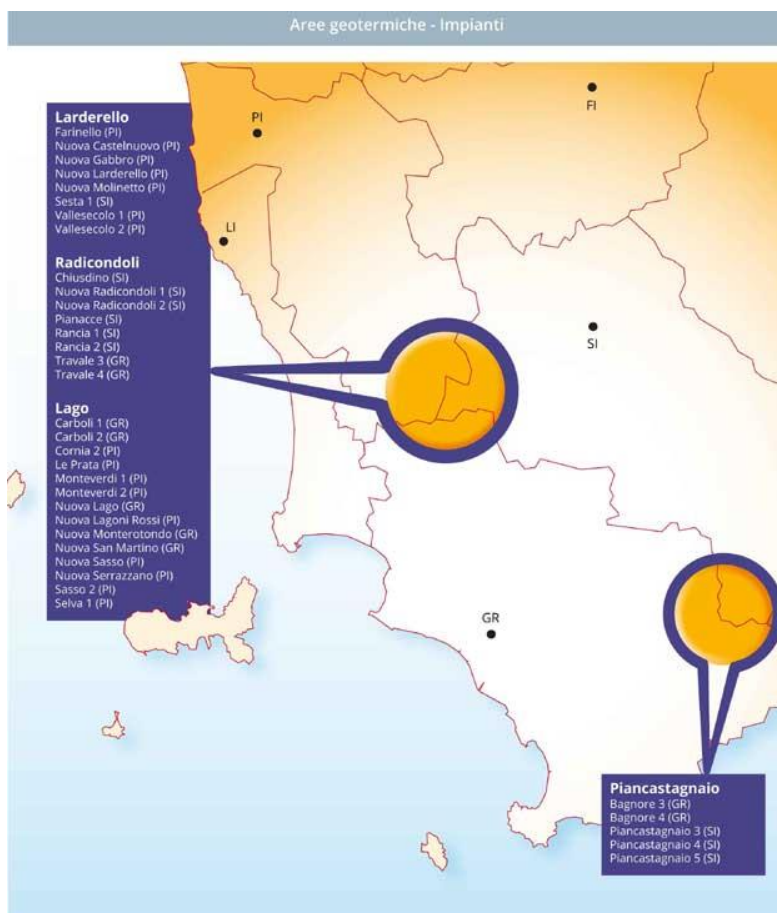 Aree geotermiche - Impianti
PI
FI
LI
SI
GR
Larderello
Farinello (PI)
Nuova Castelnuovo (PI)
Nuova Gabbro (PI)
Nuova Larderello (PI)
Nuova Molinetto (PI)
Sesta 1 (SI)
Vallesecolo 1 (PI)
Vallesecolo 2 (PI)
Radicondoli
Chiusdino (SI)
Nuova Radicondoli 1 (SI)
Nuova Radicondoli 2 (SI)
Pianacce (SI)
Rancia 1 (SI)
Rancia 2 (SI)
Travale 3 (GR)
Travale 4 (GR)
Lago
Carboli 1 (GR)
Carboli 2 (GR)
Cornia 2 (PI)
Le Prata (PI)
Monteverdi 1 (PI)
Monteverdi 2 (PI)
Nuova Lago (GR)
Nuova Lagoni Rossi (PI)
Nuova Monterotondo (GR)
Nuova San Martino (GR)
Nuova Sasso (PI)
Nuova Serrazzano (PI)
Sasso 2 (PI)
Selva 1 (PI)
Piancastagnaio
Bagnore 3 (GR)
Bagnore 4 (GR)
Piancastagnaio 3 (SI)
Piancastagnaio 4 (SI)
Piancastagnaio 5 (SI)